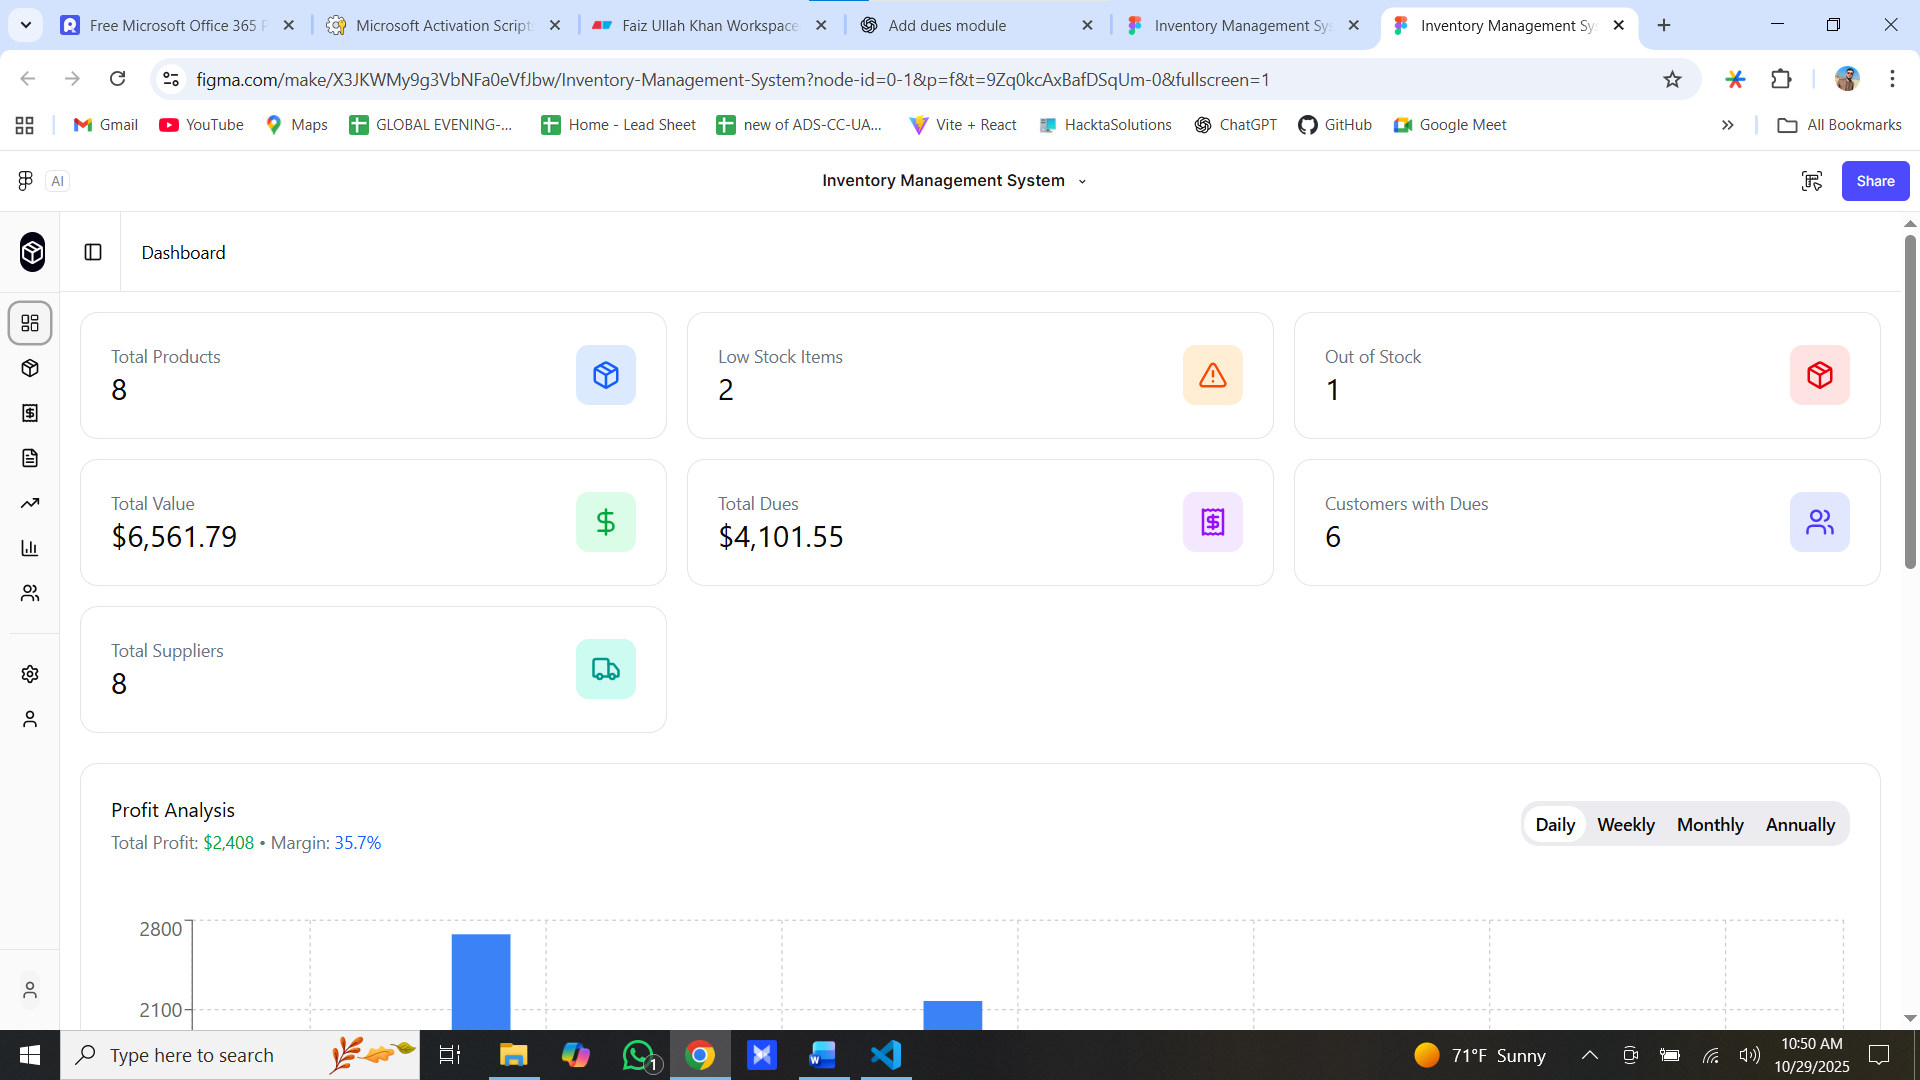 Free Microsoft Office 365 P
Microsoft Activation Scripts
Faiz Ullah Khan Workspace
Add dues module
Inventory Management Sys
Inventory Management Sys
figma.com/make/X3JKWMy9g3VbNFa0eVfJbw/Inventory-Management-System?node-id=0-1&p=f&t=9Zq0kcAxBafDSqUm-0&fullscreen=1
Gmail
YouTube
Maps
GLOBAL EVENING-...
Home - Lead Sheet
new of ADS-CC-UA...
Vite + React
HacktaSolutions
ChatGPT
GitHub
Google Meet
All Bookmarks
AI
Inventory Management System
Share
Dashboard
Total Products
8
Low Stock Items
2
Out of Stock
1
Total Value
$6,561.79
Total Dues
$4,101.55
Customers with Dues
6
Total Suppliers
8
Profit Analysis
Total Profit: $2,408 • Margin: 35.7%
Daily
Weekly
Monthly
Annually
2800
2100
Type here to search
1
71°F Sunny
10:50 AM
10/29/2025